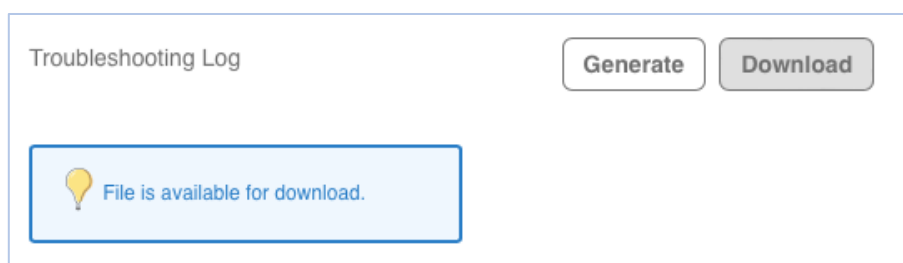 Troubleshooting Log
Generate
Download
File is available for download.